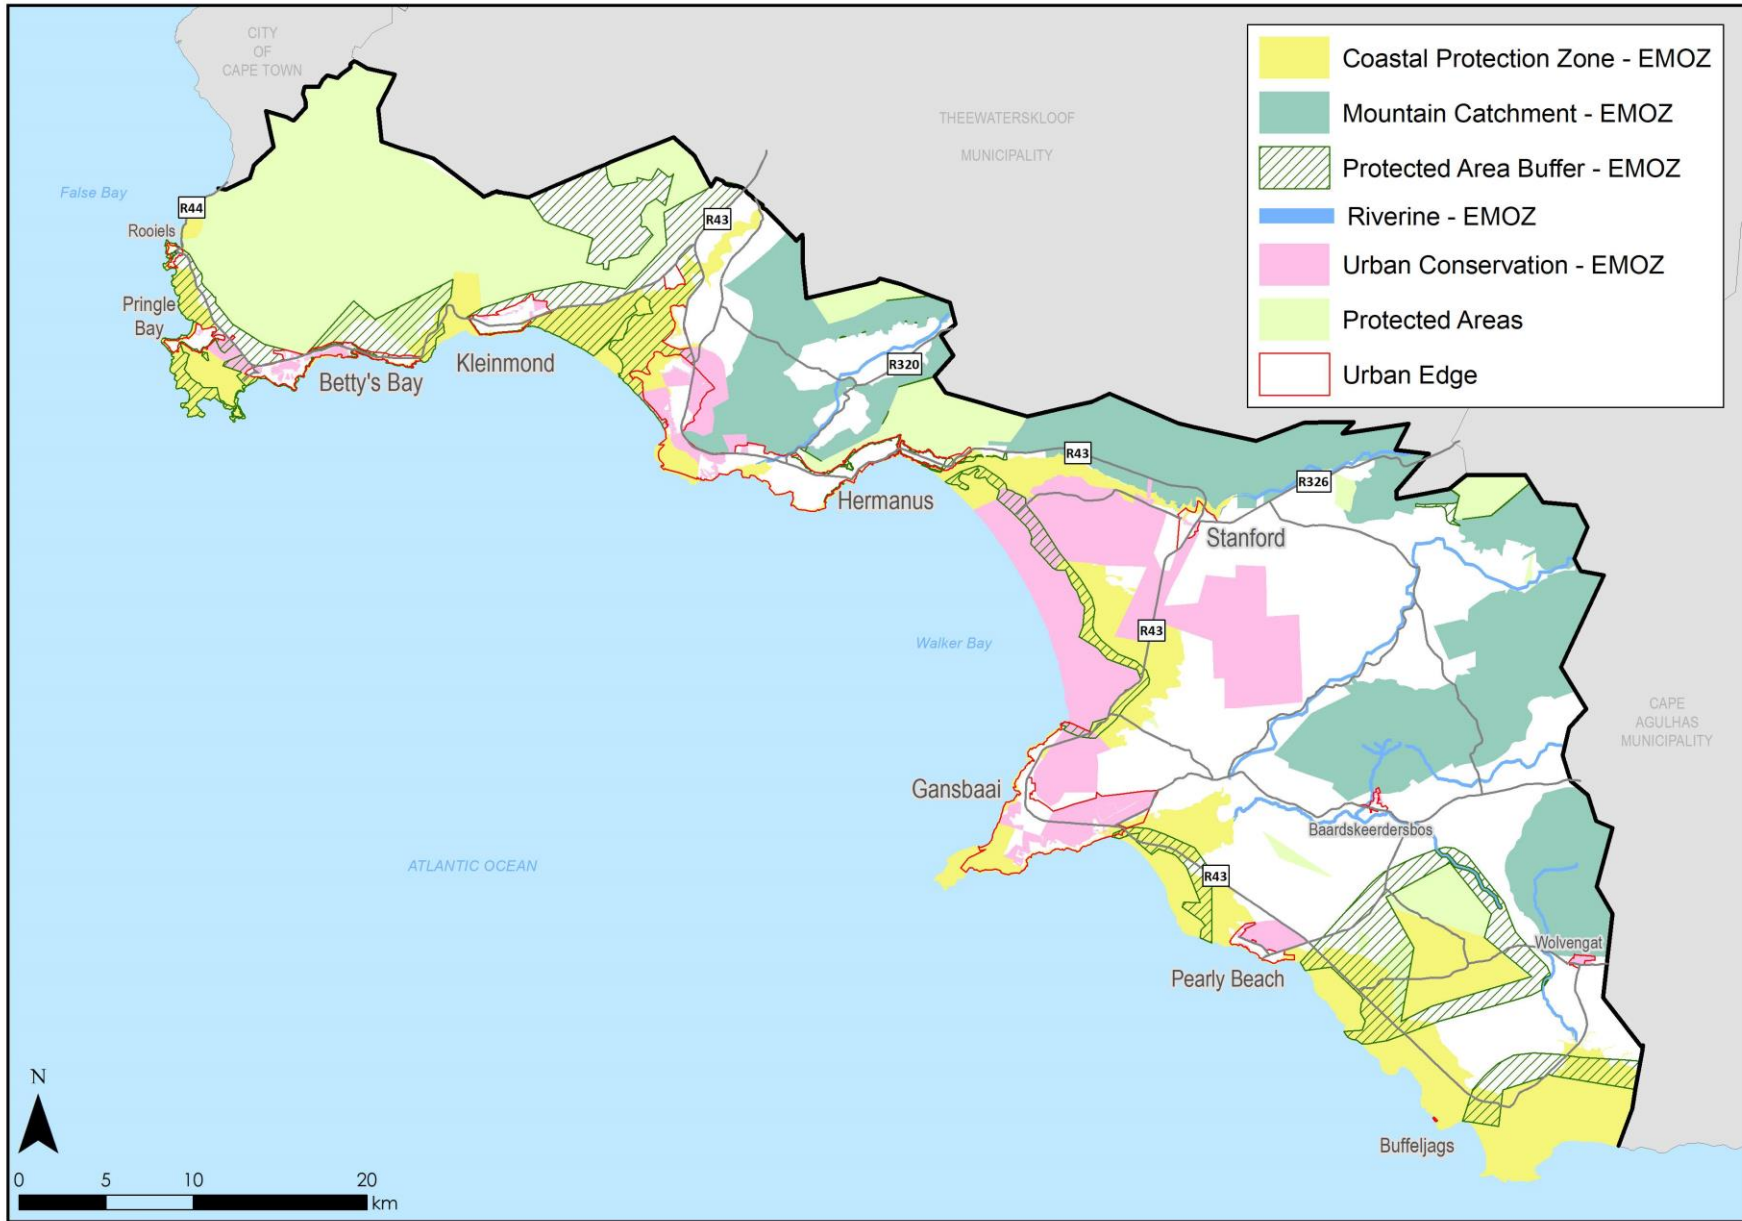 CITY
OF
CAPE TOWN
THEEWATERSKLOOF
MUNICIPALITY
Coastal Protection Zone - EMOZ
Mountain Catchment - EMOZ
Protected Area Buffer - EMOZ
Riverine - EMOZ
Urban Conservation - EMOZ
Protected Areas
Urban Edge
False Bay
R44
Rooiels
R43
Pringle
Bay
Kleinmond
Betty's Bay
R320
R43
Hermanus
R326
Stanford
R43
Walker Bay
CAPE
AGULHAS
MUNICIPALITY
Gansbaai
Baardskeerdersbos
ATLANTIC OCEAN
R43
Wolvengat
Pearly Beach
Buffeljags
N
0 5 10 20
km